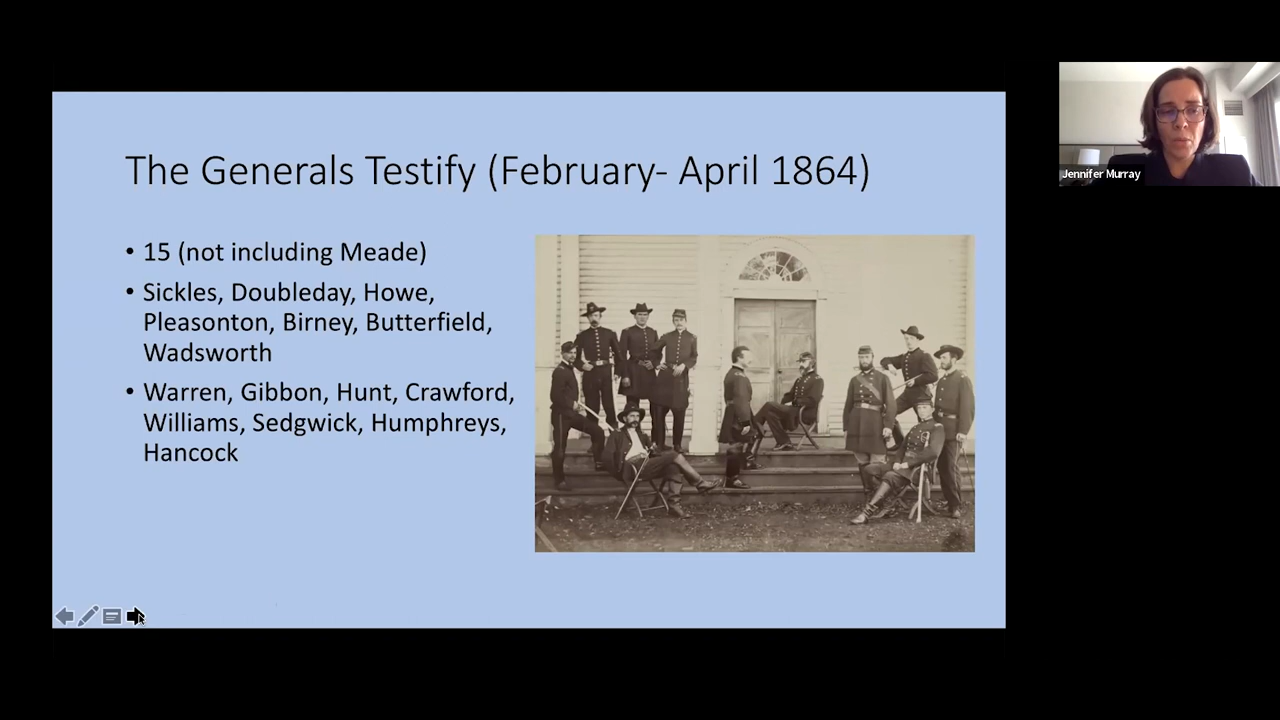 The Generals Testify (February- April 1864)
• 15 (not including Meade)
• Sickles, Doubleday, Howe,
Pleasonton, Birney, Butterfield,
Wadsworth
• Warren, Gibbon, Hunt, Crawford,
Williams, Sedgwick, Humphreys,
Hancock
Jennifer Murray